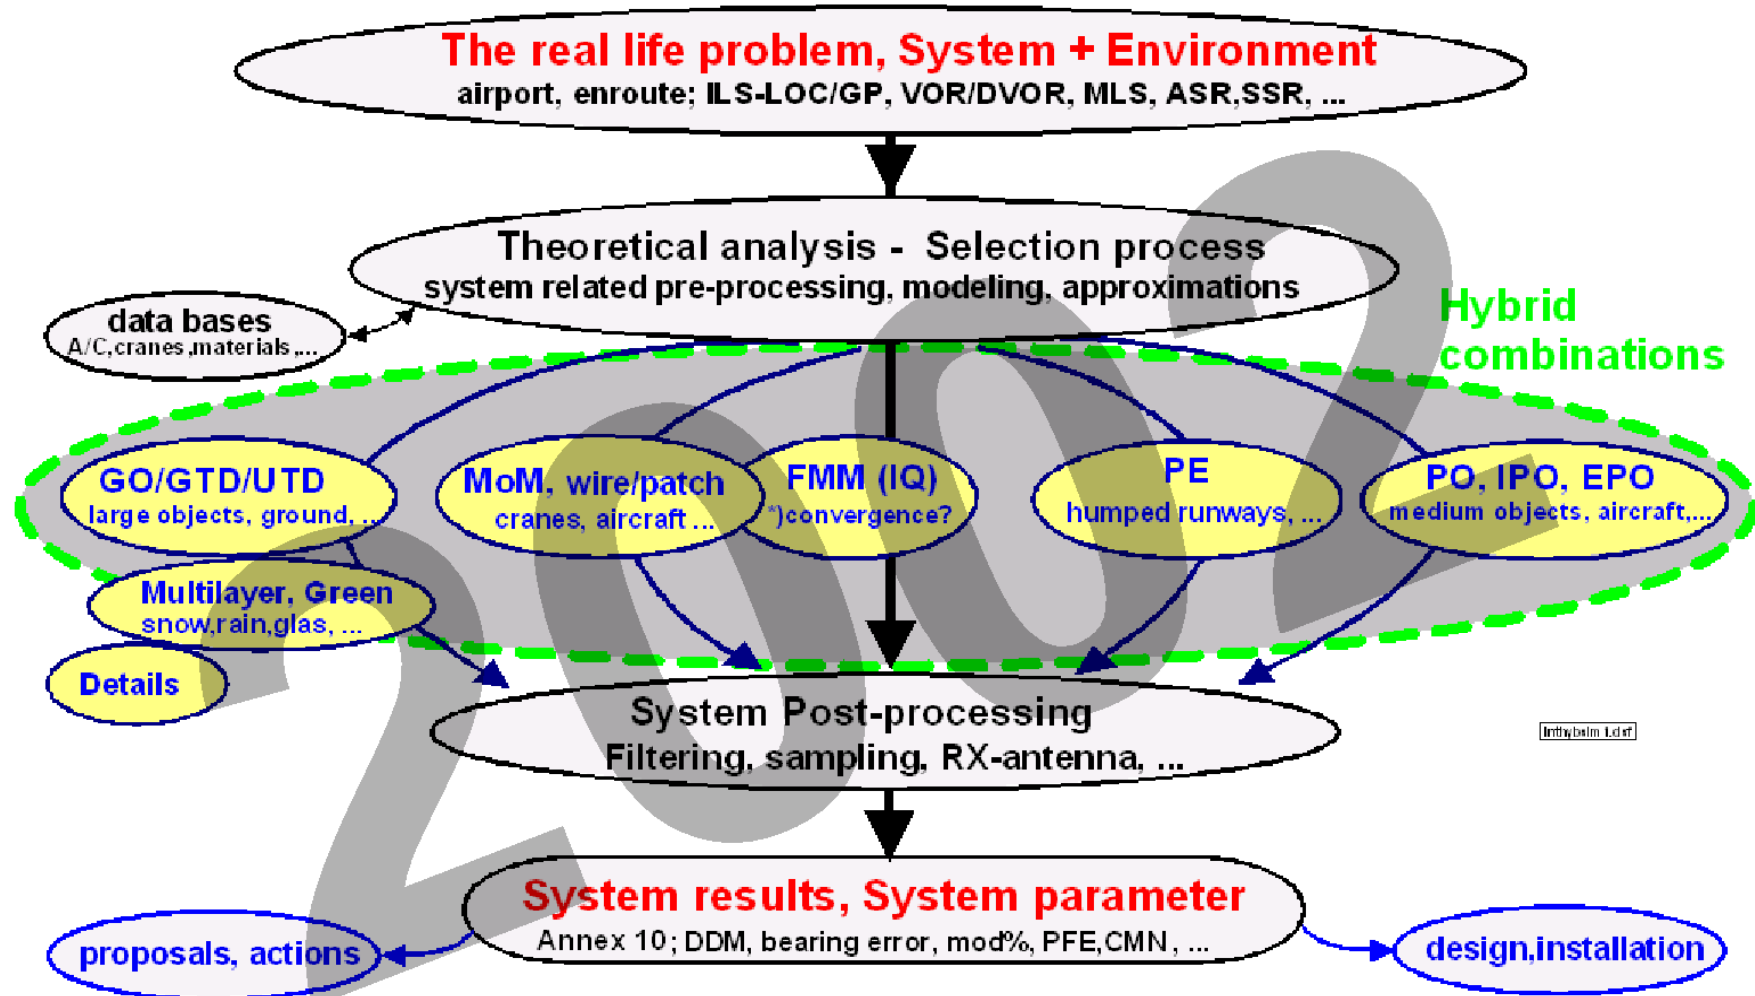 The real life problem, System + Environment
airport, enroute; ILS-LOC/GP, VOR/DVOR, MLS, ASR,SSR, ...
Theoretical analysis - Selection process
system related pre-processing, modeling, approximations
data bases
A/C,cranes,materials,...
Hybrid
combinations
GO/GTD/UTD
large objects, ground, ...
MoM, wire/patch
cranes, aircraft ...
FMM (IQ)
*)convergence?
PE
humped runways, ...
PO, IPO, EPO
medium objects, aircraft,...
Multilayer, Green
snow,rain,glas, ...
Details
System Post-processing
Filtering, sampling, RX-antenna, ...
System results, System parameter
Annex 10; DDM, bearing error, mod%, PFE,CMN, ...
proposals, actions
design,installation
2002